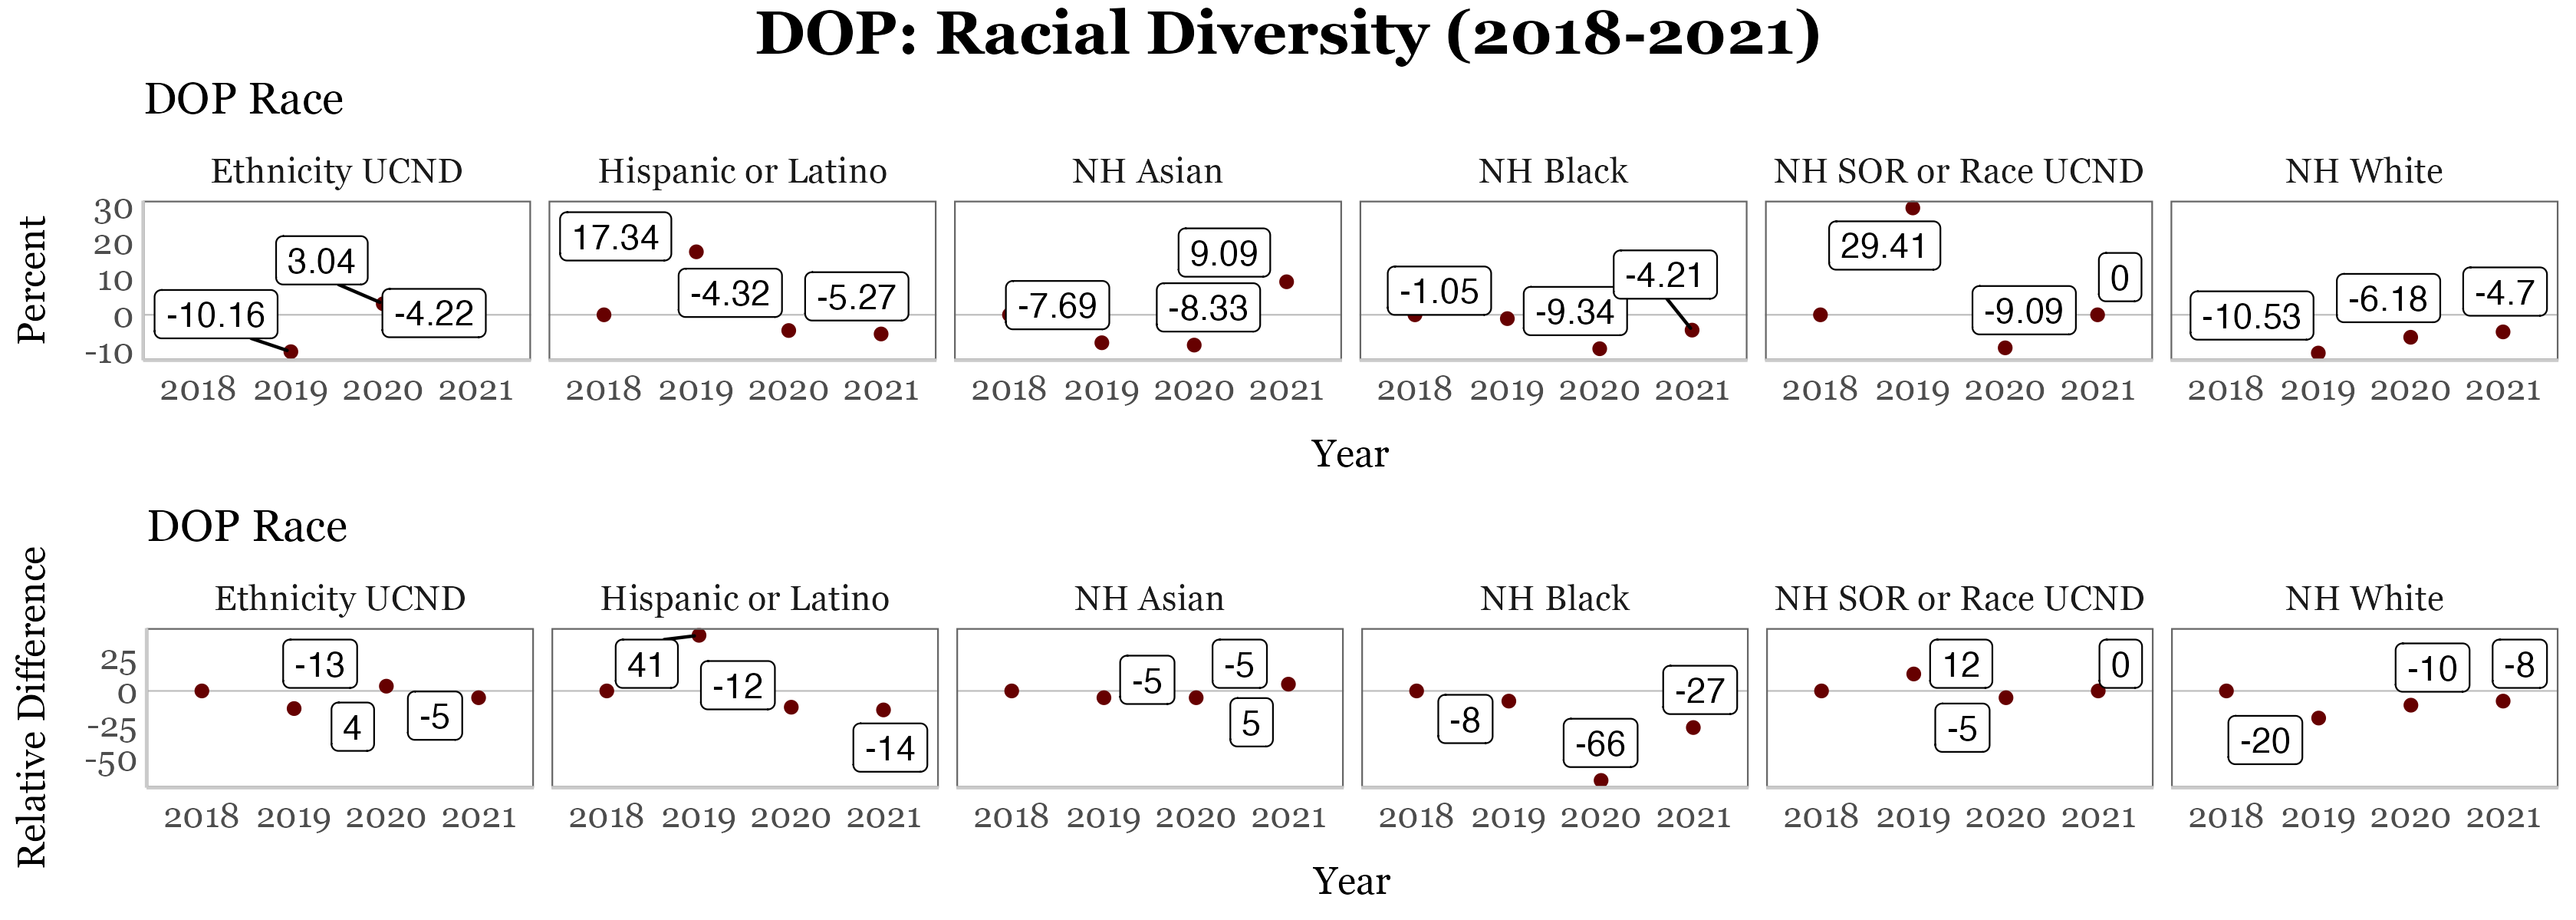 DOP: Racial Diversity (2018-2021)
DOP Race
Ethnicity UCND Hispanic or Latino NH Asian NH Black NH SOR or Race UCND NH White
Percent
30
20
10
0
-10
-10.16 3.04 -4.22
17.34 -4.32 -5.27
-7.69 -8.33 9.09
-1.05 -9.34 -4.21
29.41 -9.09 0
-10.53 -6.18 -4.7
2018 2019 2020 2021 2018 2019 2020 2021 2018 2019 2020 2021 2018 2019 2020 2021 2018 2019 2020 2021 2018 2019 2020 2021
Year
DOP Race
Ethnicity UCND Hispanic or Latino NH Asian NH Black NH SOR or Race UCND NH White
Relative Difference
25
0
-25
-50
-13 4 -5
41 -12 -14
-5 -5 5
-8 -66 -27
12 -5 0
-20 -10 -8
2018 2019 2020 2021 2018 2019 2020 2021 2018 2019 2020 2021 2018 2019 2020 2021 2018 2019 2020 2021 2018 2019 2020 2021
Year